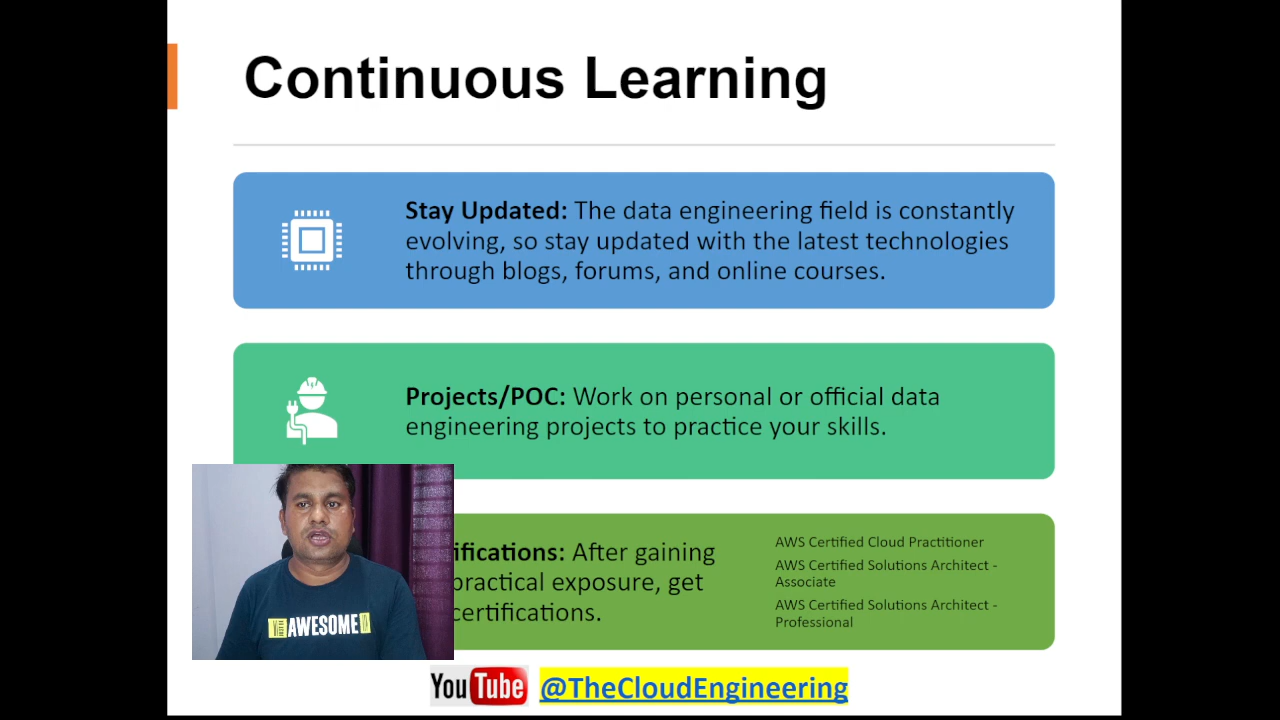 Continuous Learning
Stay Updated: The data engineering field is constantly
evolving, so stay updated with the latest technologies
through blogs, forums, and online courses.
Projects/POC: Work on personal or official data
engineering projects to practice your skills.
ifications: After gaining
practical exposure, get
certifications.
AWS Certified Cloud Practitioner
AWS Certified Solutions Architect -
Associate
AWS Certified Solutions Architect -
Professional
AWESOME
YouTube @TheCloudEngineering